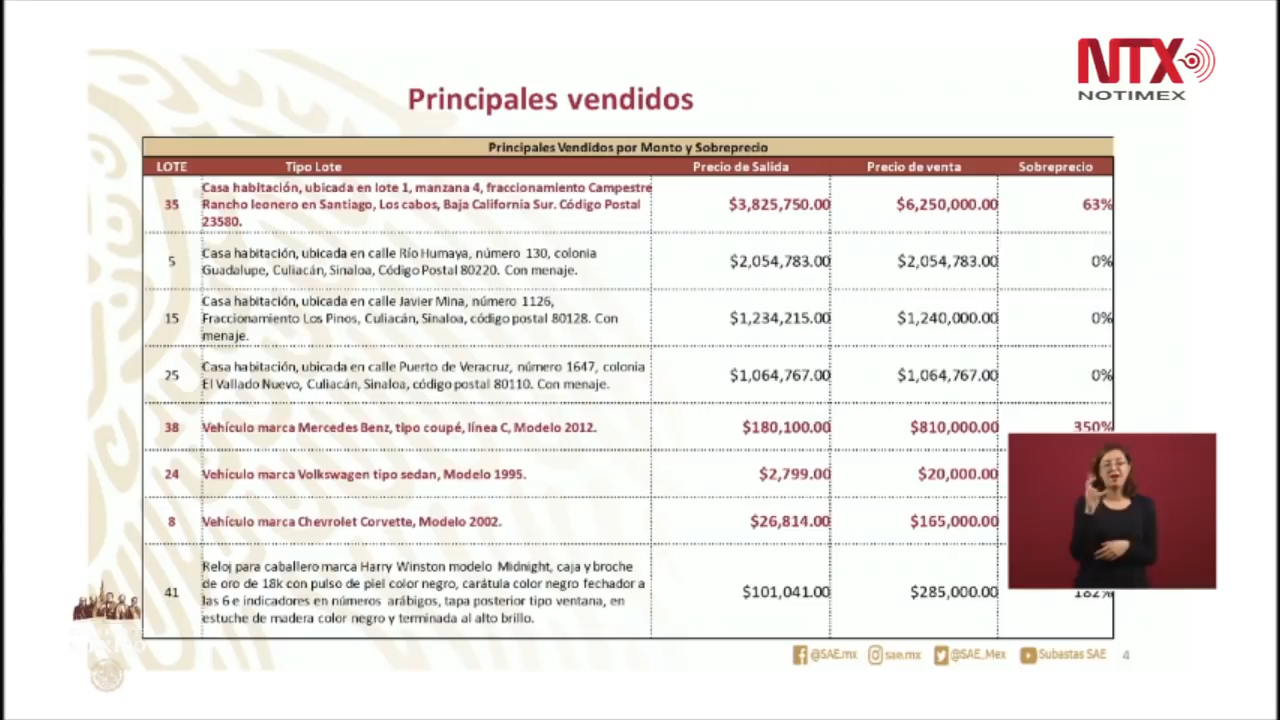 NTX
NOTIMEX
Principales vendidos
Principales Vendidos por Monto y Sobreprecio
LOTE Tipo Lote Precio de Salida Precio de venta Sobreprecio
Casa habitación, ubicada en lote 1, manzana 4, fraccionamiento Campestre
35 Rancho leonero en Santiago, Los cabos, Baja California Sur. Código Postal $3,825,750.00 $6,250,000.00 63%
23580.
Casa habitación, ubicada en calle Río Humaya, número 130, colonia
5 $2,054,783.00 $2,054,783.00 0%
Guadalupe, Culiacán, Sinaloa, Código Postal 80220. Con menaje.
Casa habitación, ubicada en calle Javier Mina, número 1126,
15 Fraccionamiento Los Pinos, Culiacán, Sinaloa, código postal 80128. Con $1,234,215.00 $1,240,000.00 0%
menaje.
Casa habitación, ubicada en calle Puerto de Veracruz, número 1647, colonia
25 $1,064,767.00 $1,064,767.00 0%
El Vallado Nuevo, Culiacán, Sinaloa, código postal 80110. Con menaje.
38 Vehículo marca Mercedes Benz, tipo coupé, línea C, Modelo 2012. $180,100.00 $810,000.00 350%
24 Vehículo marca Volkswagen tipo sedan, Modelo 1995. $2,799.00 $20,000.00
8 Vehículo marca Chevrolet Corvette, Modelo 2002. $26,814.00 $165,000.00
Reloj para caballero marca Harry Winston modelo Midnight, caja y broche
de oro de 18k con pulso de piel color negro, carátula color negro fechador a
41 $101,041.00 $285,000.00 182%
las 6 e indicadores en números arábigos, tapa posterior tipo ventana, en
estuche de madera color negro y terminada al alto brillo.
@SAE.mx sae.mx @SAE_Mex Subastas SAE 4